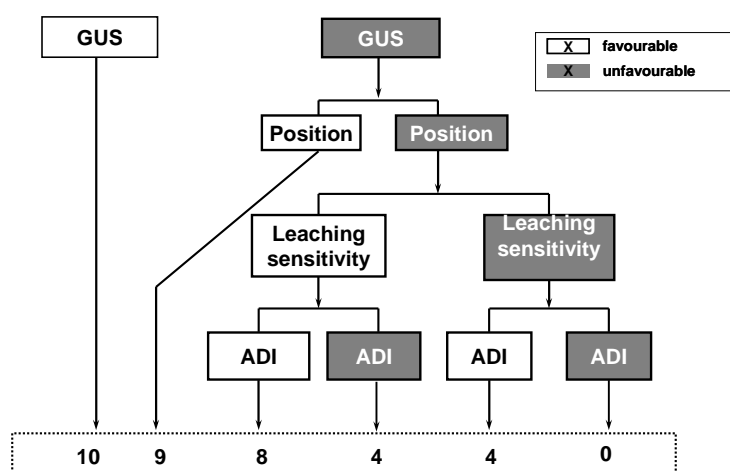 GUS
GUS
X favourable
X unfavourable
Position
Position
Leaching
sensitivity
Leaching
sensitivity
ADI
ADI
ADI
ADI
10 9 8 4 4 0